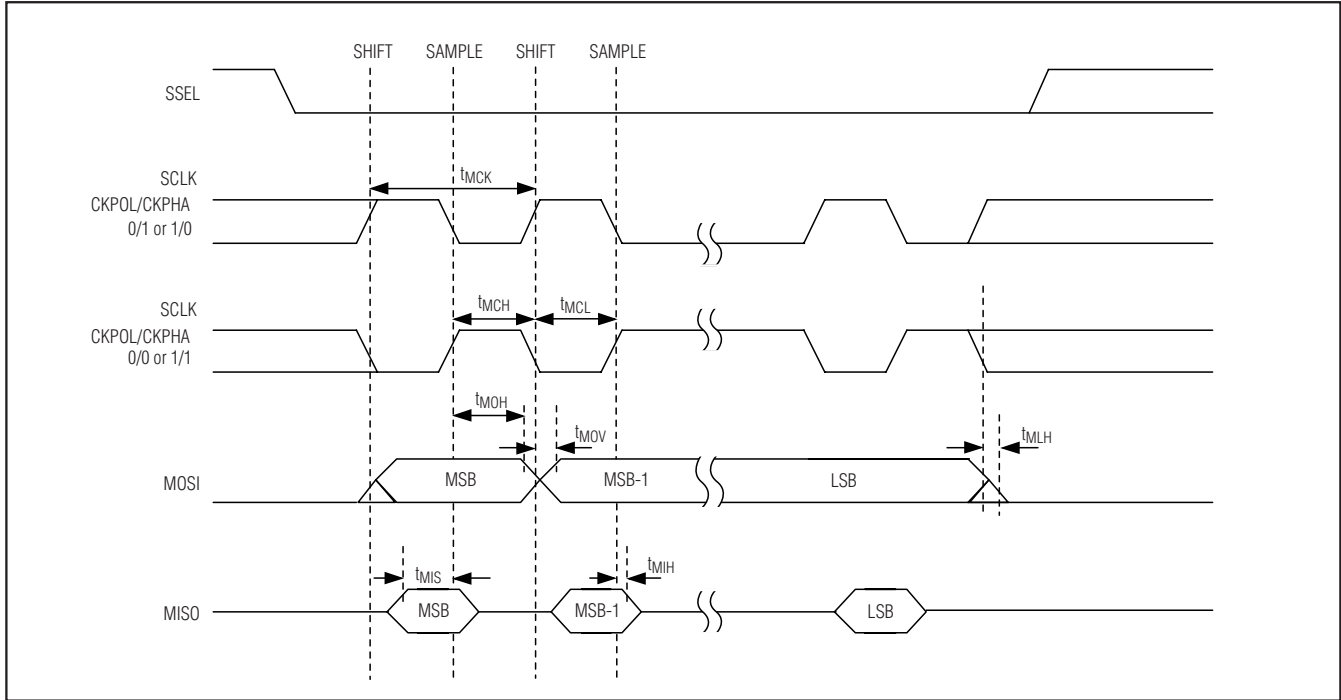 SHIFT SAMPLE SHIFT SAMPLE
SSEL
SCLK
CKPOL/CKPHA
0/1 or 1/0
tMCK
SCLK
CKPOL/CKPHA
0/0 or 1/1
tMCH tMCL
tMOH
tMOV
tMLH
MOSI MSB MSB-1 LSB
tMIS
tMIH
MISO MSB MSB-1 LSB